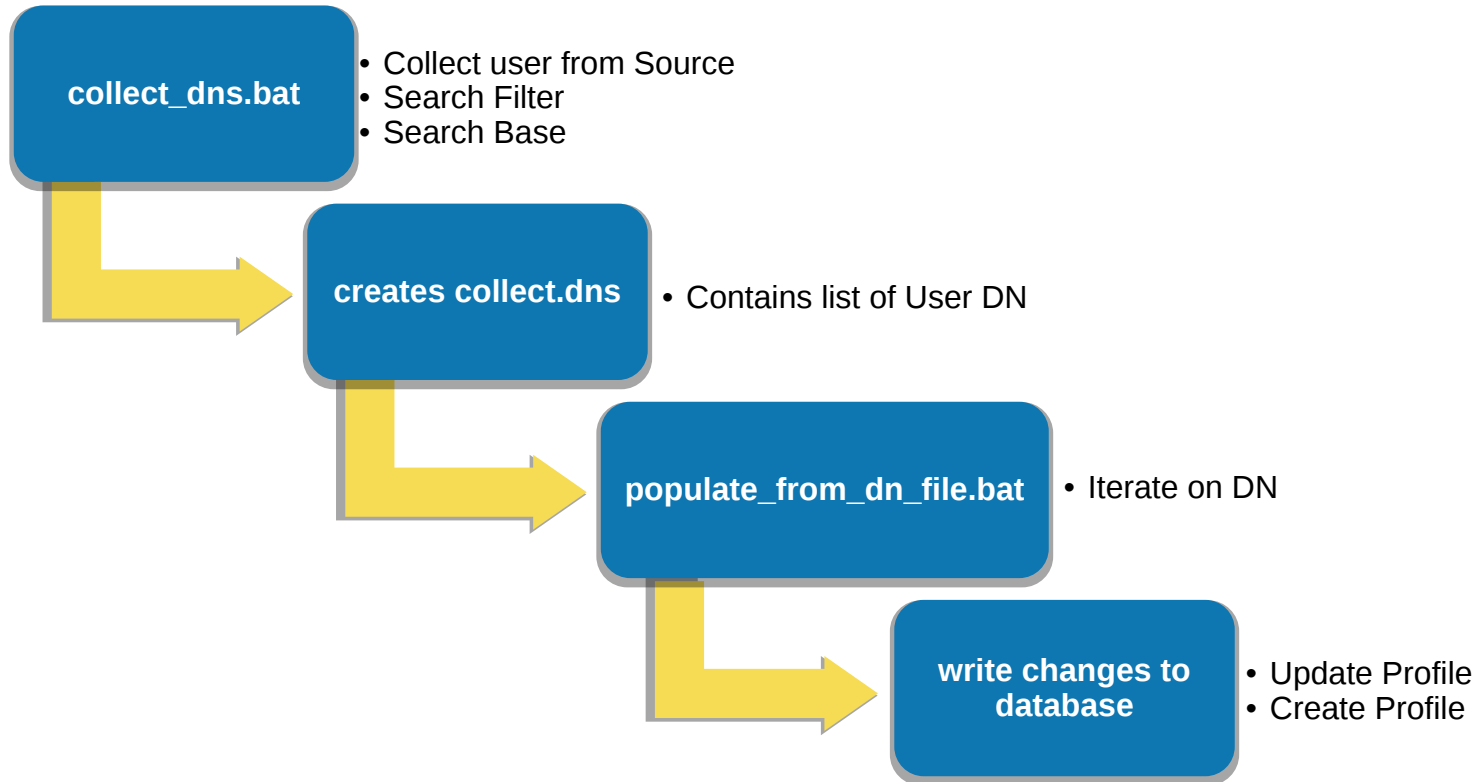 collect_dns.bat
• Collect user from Source
• Search Filter
• Search Base
creates collect.dns
• Contains list of User DN
populate_from_dn_file.bat
• Iterate on DN
write changes to
database
• Update Profile
• Create Profile